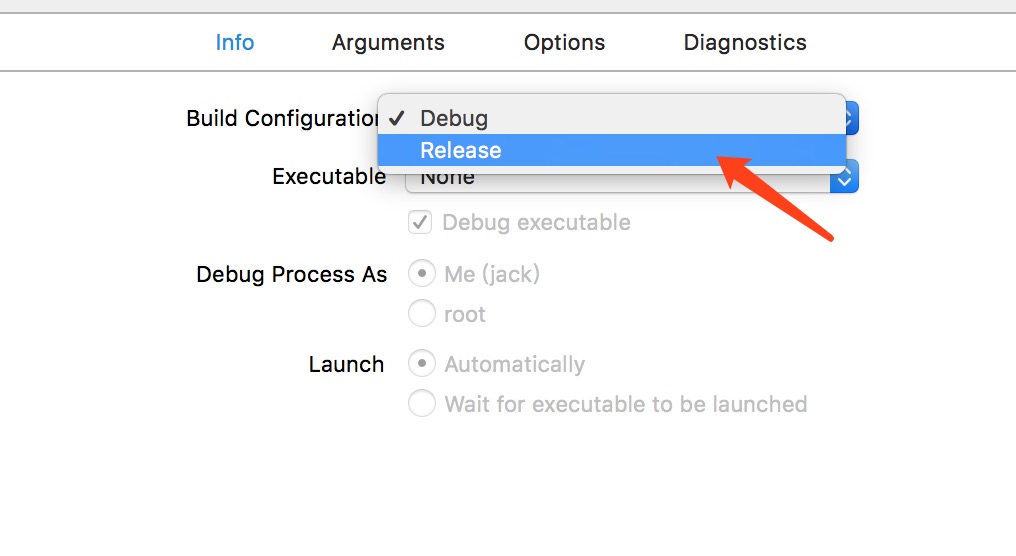 Info Arguments Options Diagnostics
Build Configuration ✓ Debug
Release
Executable None
Debug executable
Debug Process As Me (jack)
root
Launch Automatically
Wait for executable to be launched